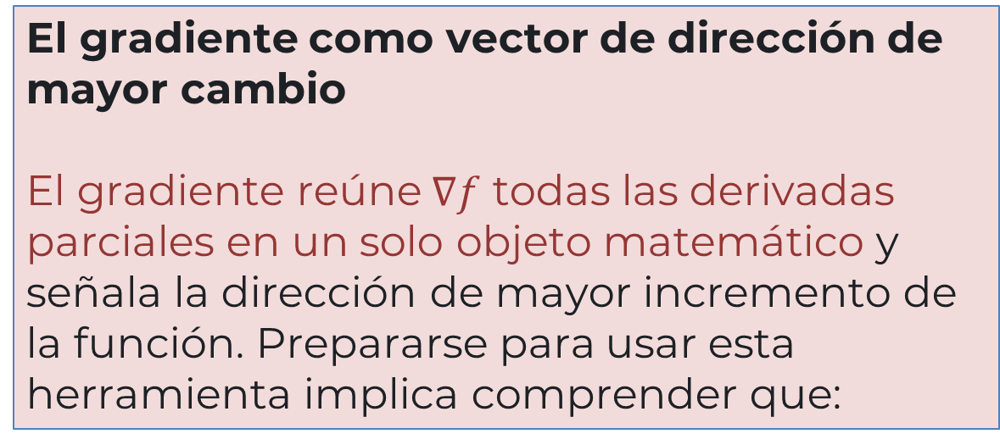 El gradiente como vector de dirección de
mayor cambio
El gradiente reúne ∇f todas las derivadas
parciales en un solo objeto matemático y
señala la dirección de mayor incremento de
la función. Prepararse para usar esta
herramienta implica comprender que: